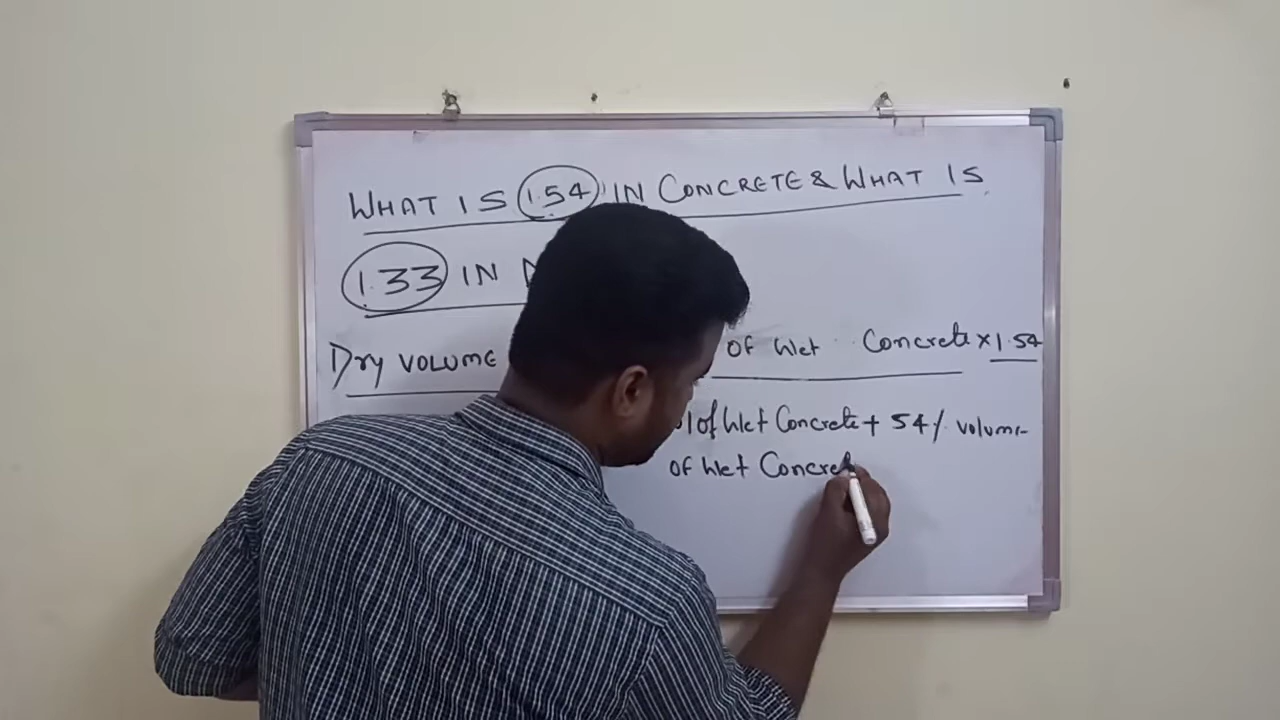 WHAT IS 1.54 IN CONCRETE & WHAT IS
1.33 IN
Dry VOLUME OF Wet Concrete × 1.54
of Wet Concrete + 54% volume
of Wet Concre